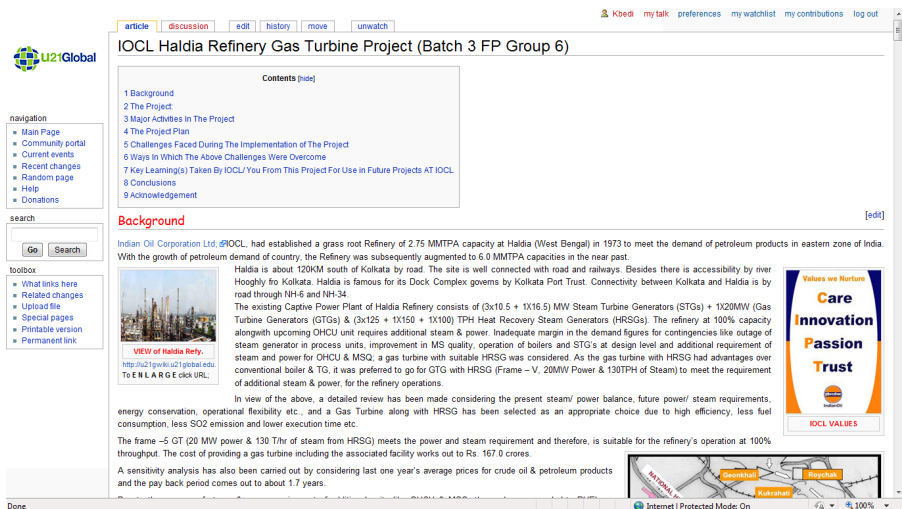 Kbedi my talk preferences my watchlist my contributions log out
article discussion edit history move unwatch
U21Global
IOCL Haldia Refinery Gas Turbine Project (Batch 3 FP Group 6)
Contents [hide]
1 Background
2 The Project:
3 Major Activities In The Project
4 The Project Plan
5 Challenges Faced During The Implementation of The Project
6 Ways In Which The Above Challenges Were Overcome
7 Key Learning(s) Taken By IOCL/ You From This Project For Use in Future Projects AT IOCL
8 Conclusions
9 Acknowledgement
navigation
Main Page
Community portal
Current events
Recent changes
Random page
Help
Donations
search
Go Search
toolbox
What links here
Related changes
Upload file
Special pages
Printable version
Permanent link
Background [edit]
Indian Oil Corporation Ltd; IOCL, had established a grass root Refinery of 2.75 MMTPA capacity at Haldia (West Bengal) in 1973 to meet the demand of petroleum products in eastern zone of India.
With the growth of petroleum demand of country, the Refinery was subsequently augmented to 6.0 MMTPA capacities in the near past.
Haldia is about 120KM south of Kolkata by road. The site is well connected with road and railways. Besides there is accessibility by river
Hooghly fro Kolkata. Haldia is famous for its Dock Complex governs by Kolkata Port Trust. Connectivity between Kolkata and Haldia is by
road through NH-6 and NH-34.
The existing Captive Power Plant of Haldia Refinery consists of (3x10.5 + 1X16.5) MW Steam Turbine Generators (STGs) + 1X20MW (Gas
Turbine Generators (GTGs) & (3x125 + 1X150 + 1X100) TPH Heat Recovery Steam Generators (HRSGs). The refinery at 100% capacity
alongwith upcoming OHCU unit requires additional steam & power. Inadequate margin in the demand figures for contingencies like outage of
steam generator in process units, improvement in MS quality, operation of boilers and STG's at design level and additional requirement of
steam and power for OHCU & MSQ; a gas turbine with suitable HRSG was considered. As the gas turbine with HRSG had advantages over
conventional boiler & TG, it was preferred to go for GTG with HRSG (Frame – V, 20MW Power & 130TPH of Steam) to meet the requirement
of additional steam & power, for the refinery operations.
VIEW of Haldia Refy.
http://u21gwiki.u21global.edu.
To E N L A R G E click URL;
Values we Nurture
Care
Innovation
Passion
Trust
IndianOil
IOCL VALUES
In view of the above, a detailed review has been made considering the present steam/ power balance, future power/ steam requirements,
energy conservation, operational flexibility etc., and a Gas Turbine along with HRSG has been selected as an appropriate choice due to high efficiency, less fuel
consumption, less SO2 emission and lower execution time etc.
The frame –5 GT (20 MW power & 130 T/hr of steam from HRSG) meets the power and steam requirement and therefore, is suitable for the refinery's operation at 100%
throughput. The cost of providing a gas turbine including the associated facility works out to Rs. 167.0 crores.
A sensitivity analysis has also been carried out by considering last one year's average prices for crude oil & petroleum products
and the pay back period comes out to about 1.7 years.
NATIONAL
Geonkhali
Roychak
Kukrahati
Done Internet | Protected Mode: On 100%